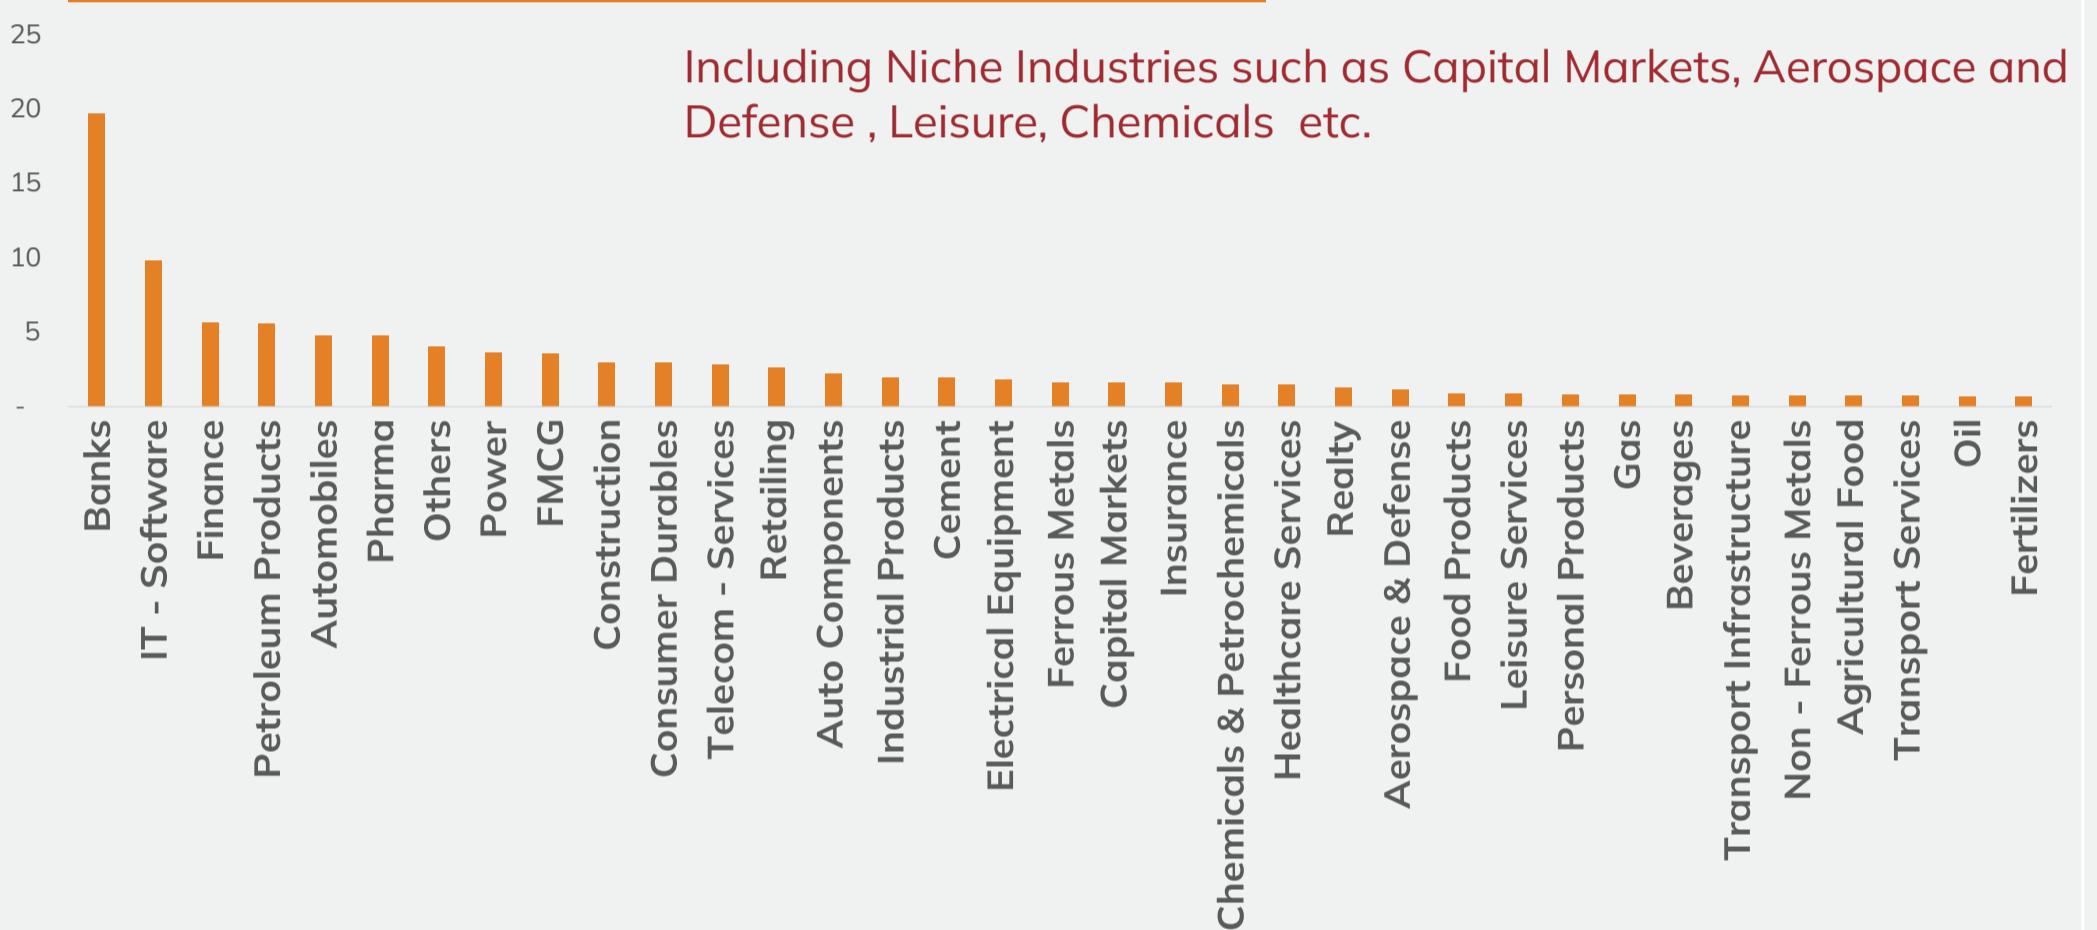 25
Including Niche Industries such as Capital Markets, Aerospace and
Defense , Leisure, Chemicals  etc.
20
15
10
5
-
Banks
IT - Software
Finance
Petroleum Products
Automobiles
Pharma
Others
Power
FMCG
Construction
Consumer Durables
Telecom - Services
Retailing
Auto Components
Industrial Products
Cement
Electrical Equipment
Ferrous Metals
Capital Markets
Insurance
Chemicals & Petrochemicals
Healthcare Services
Realty
Aerospace & Defense
Food Products
Leisure Services
Personal Products
Gas
Beverages
Transport Infrastructure
Non - Ferrous Metals
Agricultural Food
Transport Services
Oil
Fertilizers